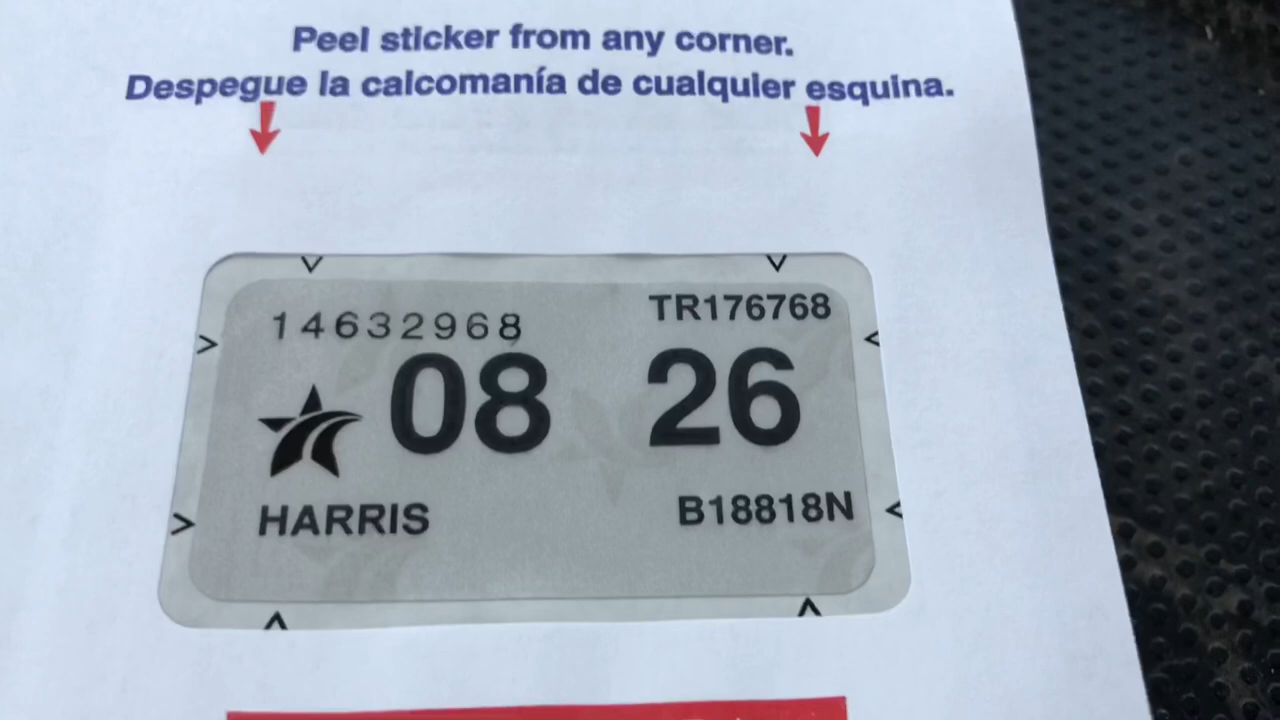 Peel sticker from any corner.
Despegue la calcomanía de cualquier esquina.
14632968 TR176768
08 26
HARRIS B18818N